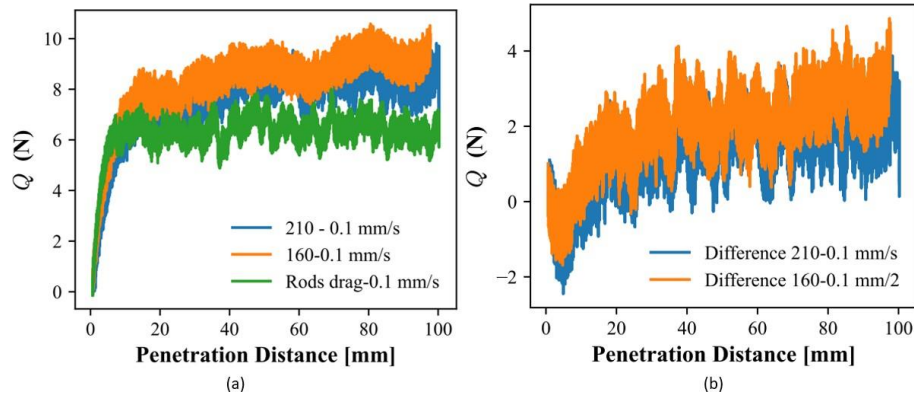 10
8
6
4
2
0
Q (N)
210 - 0.1 mm/s
160-0.1 mm/s
Rods drag-0.1 mm/s
0 20 40 60 80 100
Penetration Distance [mm]
(a)
4
2
0
−2
Q (N)
Difference 210-0.1 mm/s
Difference 160-0.1 mm/2
0 20 40 60 80 100
Penetration Distance [mm]
(b)